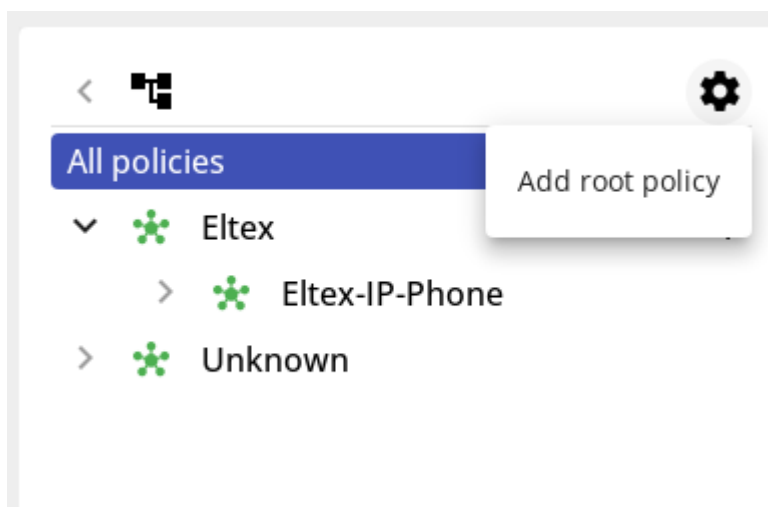 All policies
Add root policy
Eltex
Eltex-IP-Phone
Unknown